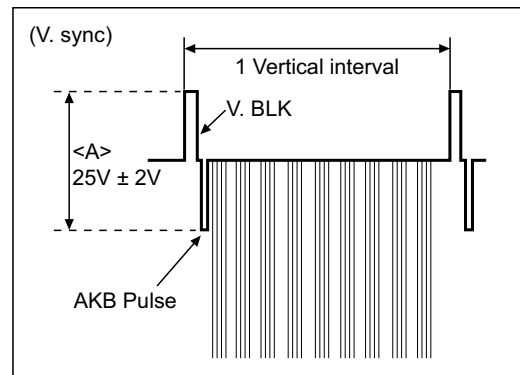 (V. sync)
1 Vertical interval
V. BLK
<A>
25V ± 2V
AKB Pulse